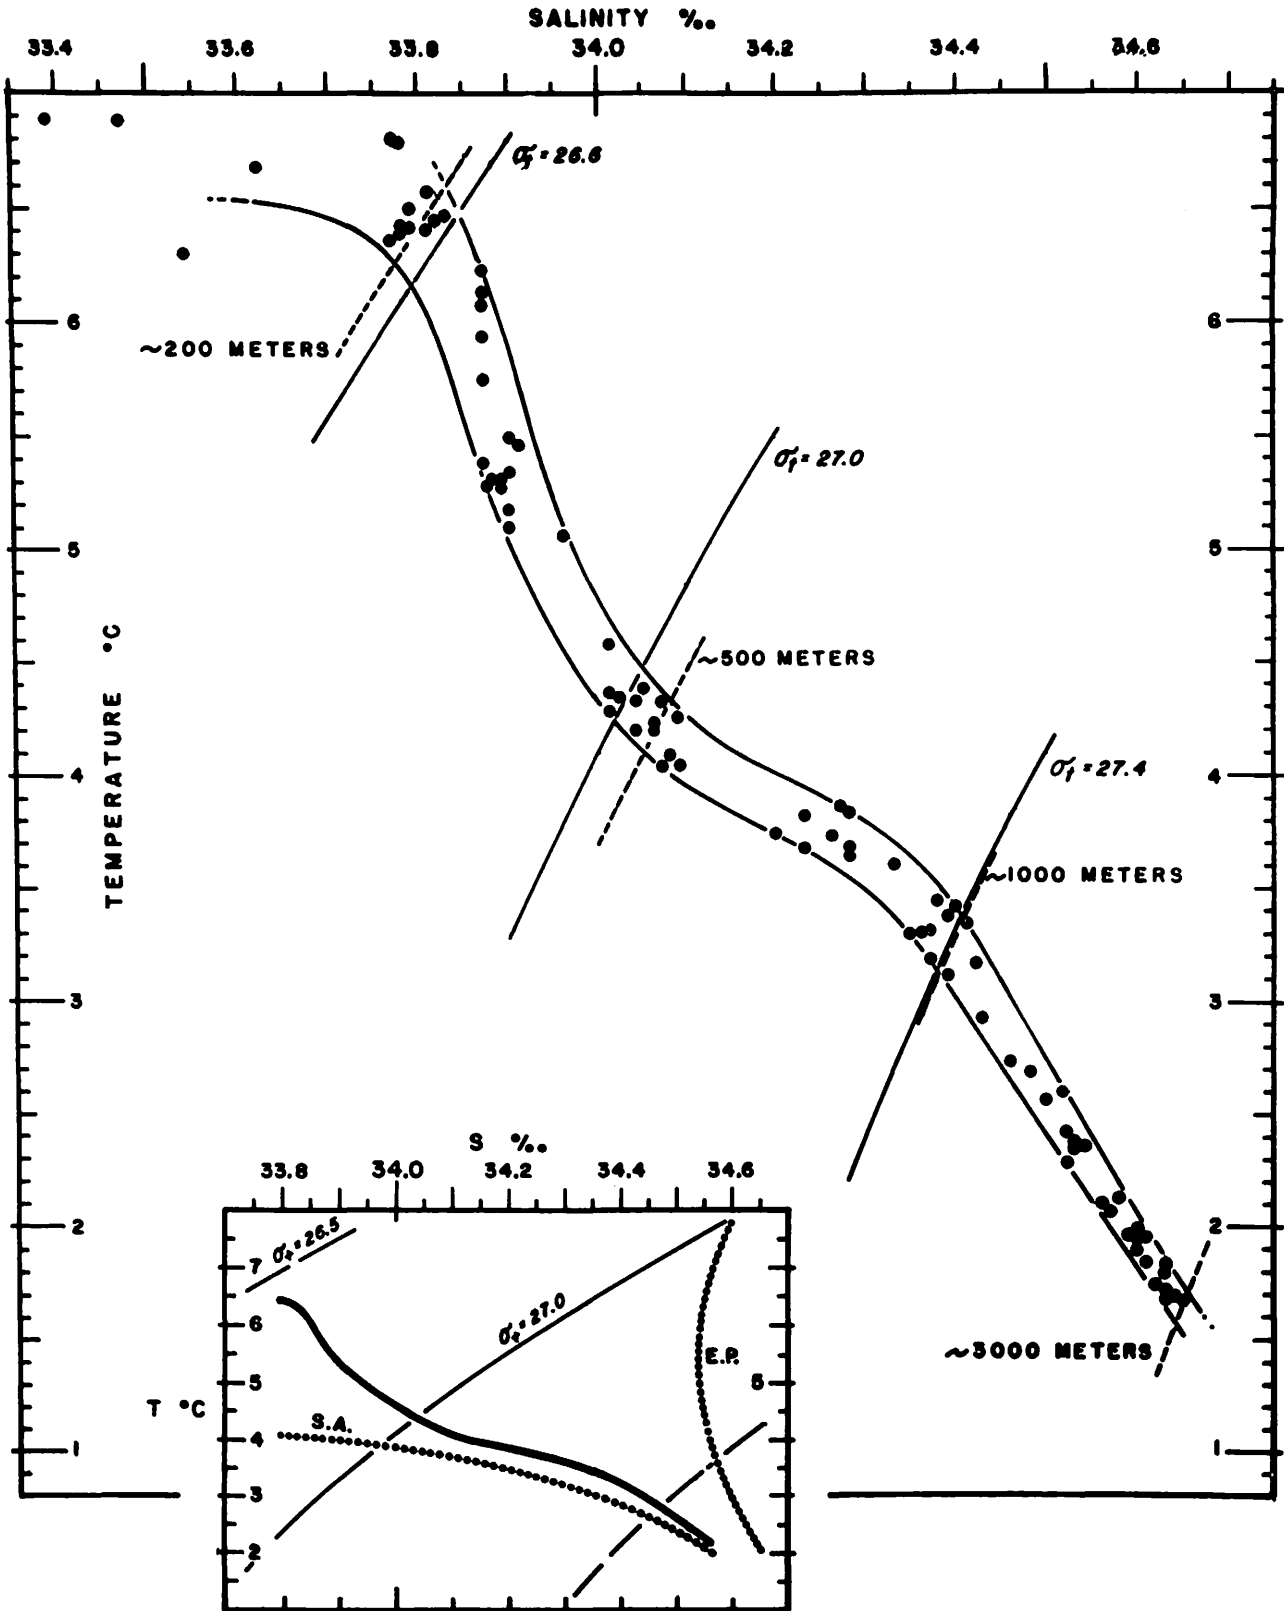 SALINITY ‰
33.4 33.6 33.8 34.0 34.2 34.4 34.6
σt = 26.6
6 ~200 METERS 6
σt = 27.0
5 5
~500 METERS
TEMPERATURE °C
4 σt = 27.4 4
~1000 METERS
3 3
S ‰
33.8 34.0 34.2 34.4 34.6
2 2
σt = 26.5
7
σt = 27.0
6
~3000 METERS
E.P.
T °C 5 5
S.A.
4
1 1
3
2